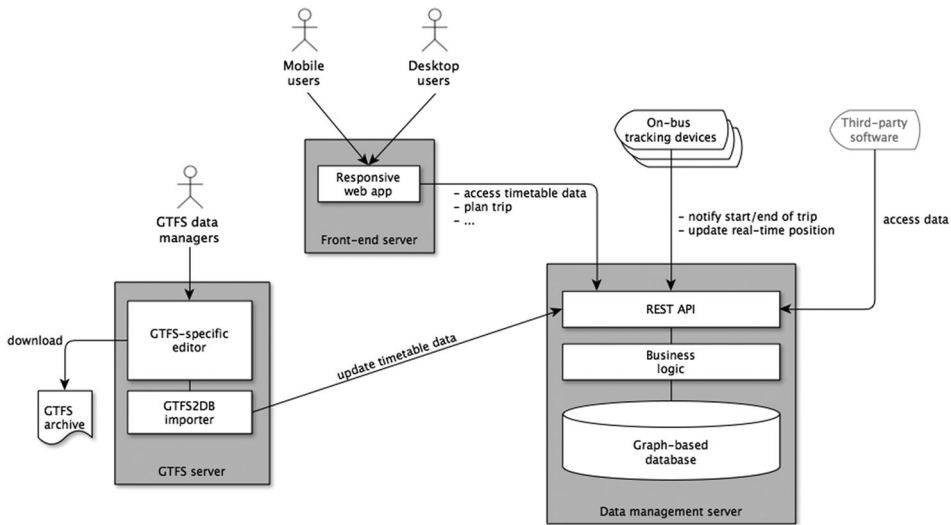 Mobile
users
Desktop
users
On-bus
tracking devices
Third-party
software
Responsive
web app
- access timetable data
- plan trip
- ...
Front-end server
- notify start/end of trip
- update real-time position
access data
GTFS data
managers
GTFS-specific
editor
download
GTFS
archive
GTFS2DB
importer
GTFS server
update timetable data
REST API
Business
logic
Graph-based
database
Data management server